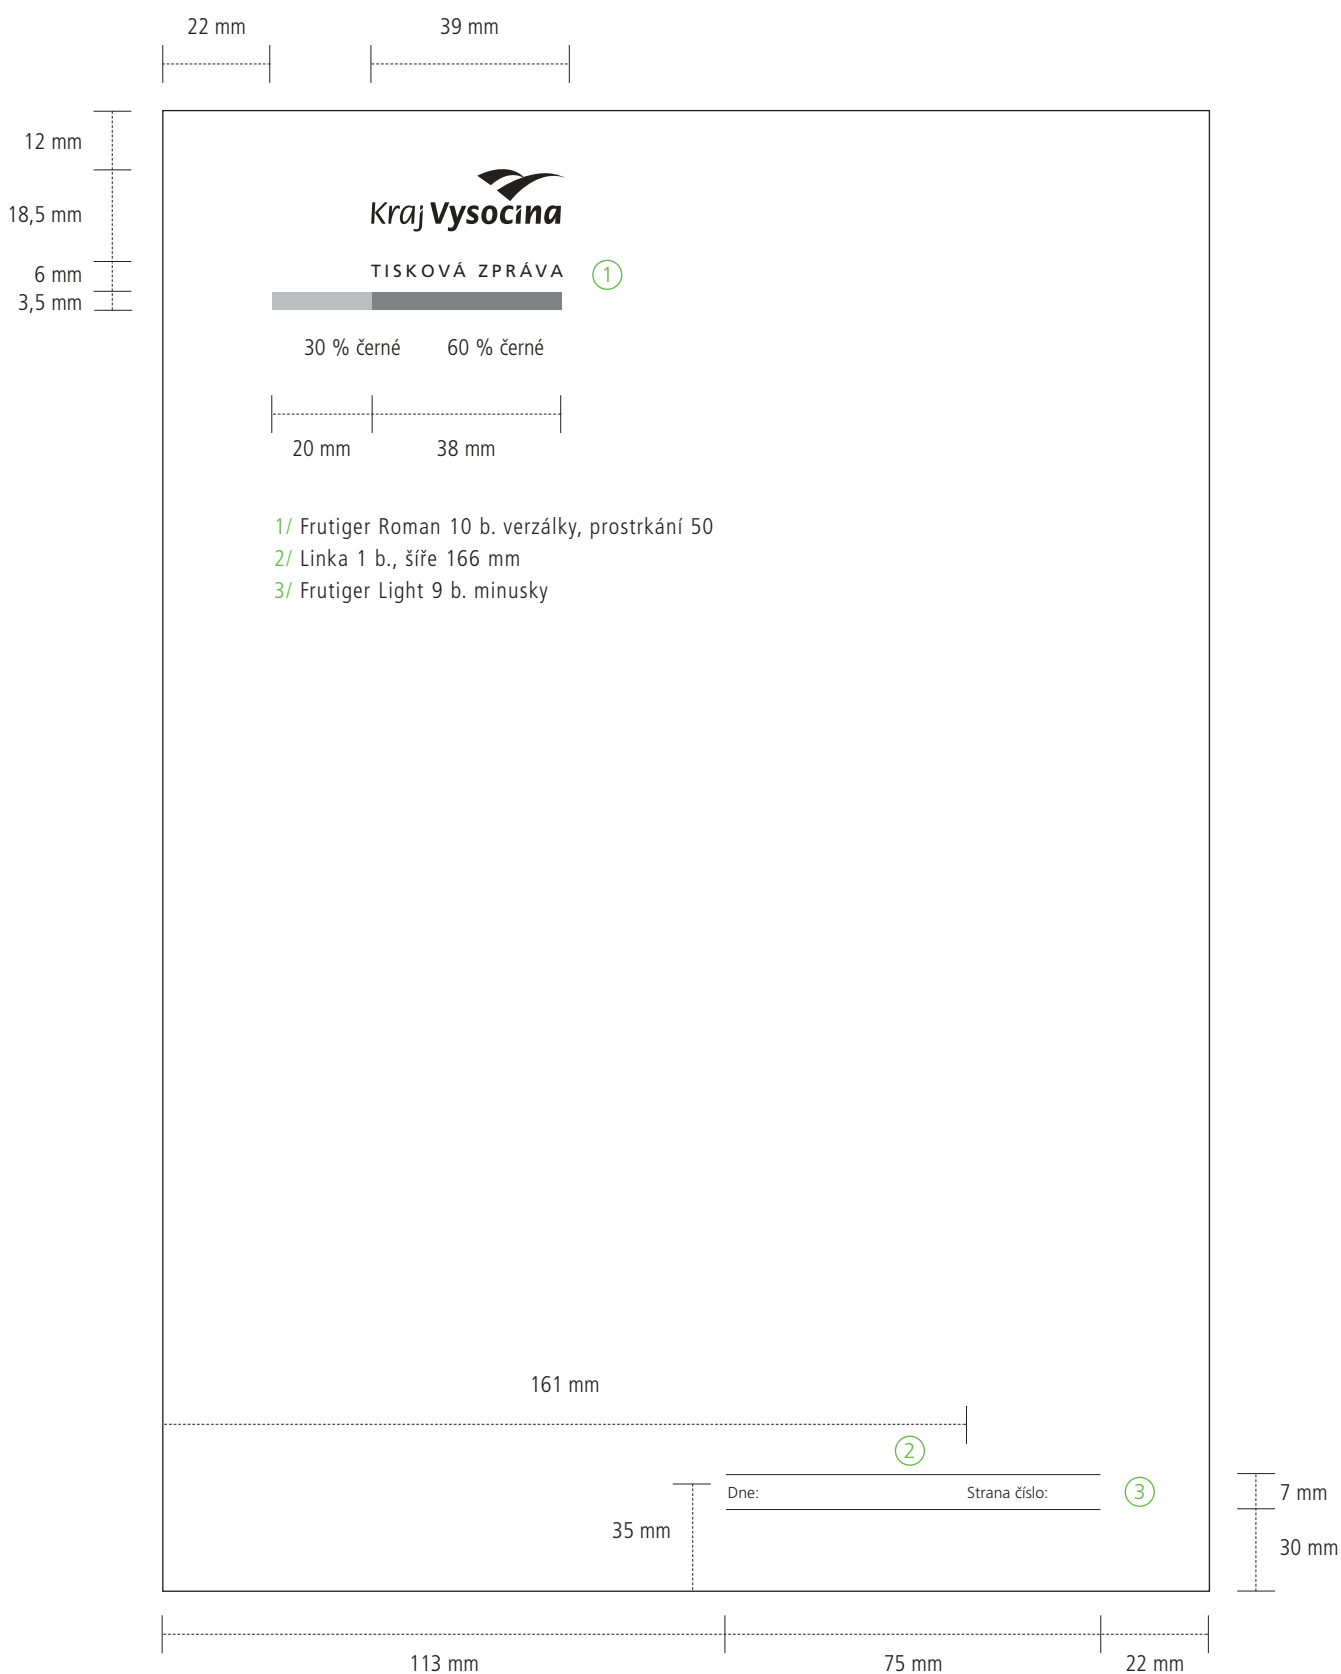 22 mm 39 mm
12 mm
18,5 mm
Kraj Vysočina
6 mm
TISKOVÁ ZPRÁVA 1
3,5 mm
30 % černé 60 % černé
20 mm 38 mm
1/ Frutiger Roman 10 b. verzálky, prostrkání 50
2/ Linka 1 b., šíře 166 mm
3/ Frutiger Light 9 b. minusky
161 mm
2
Dne: Strana číslo: 3 7 mm
35 mm
30 mm
113 mm 75 mm 22 mm